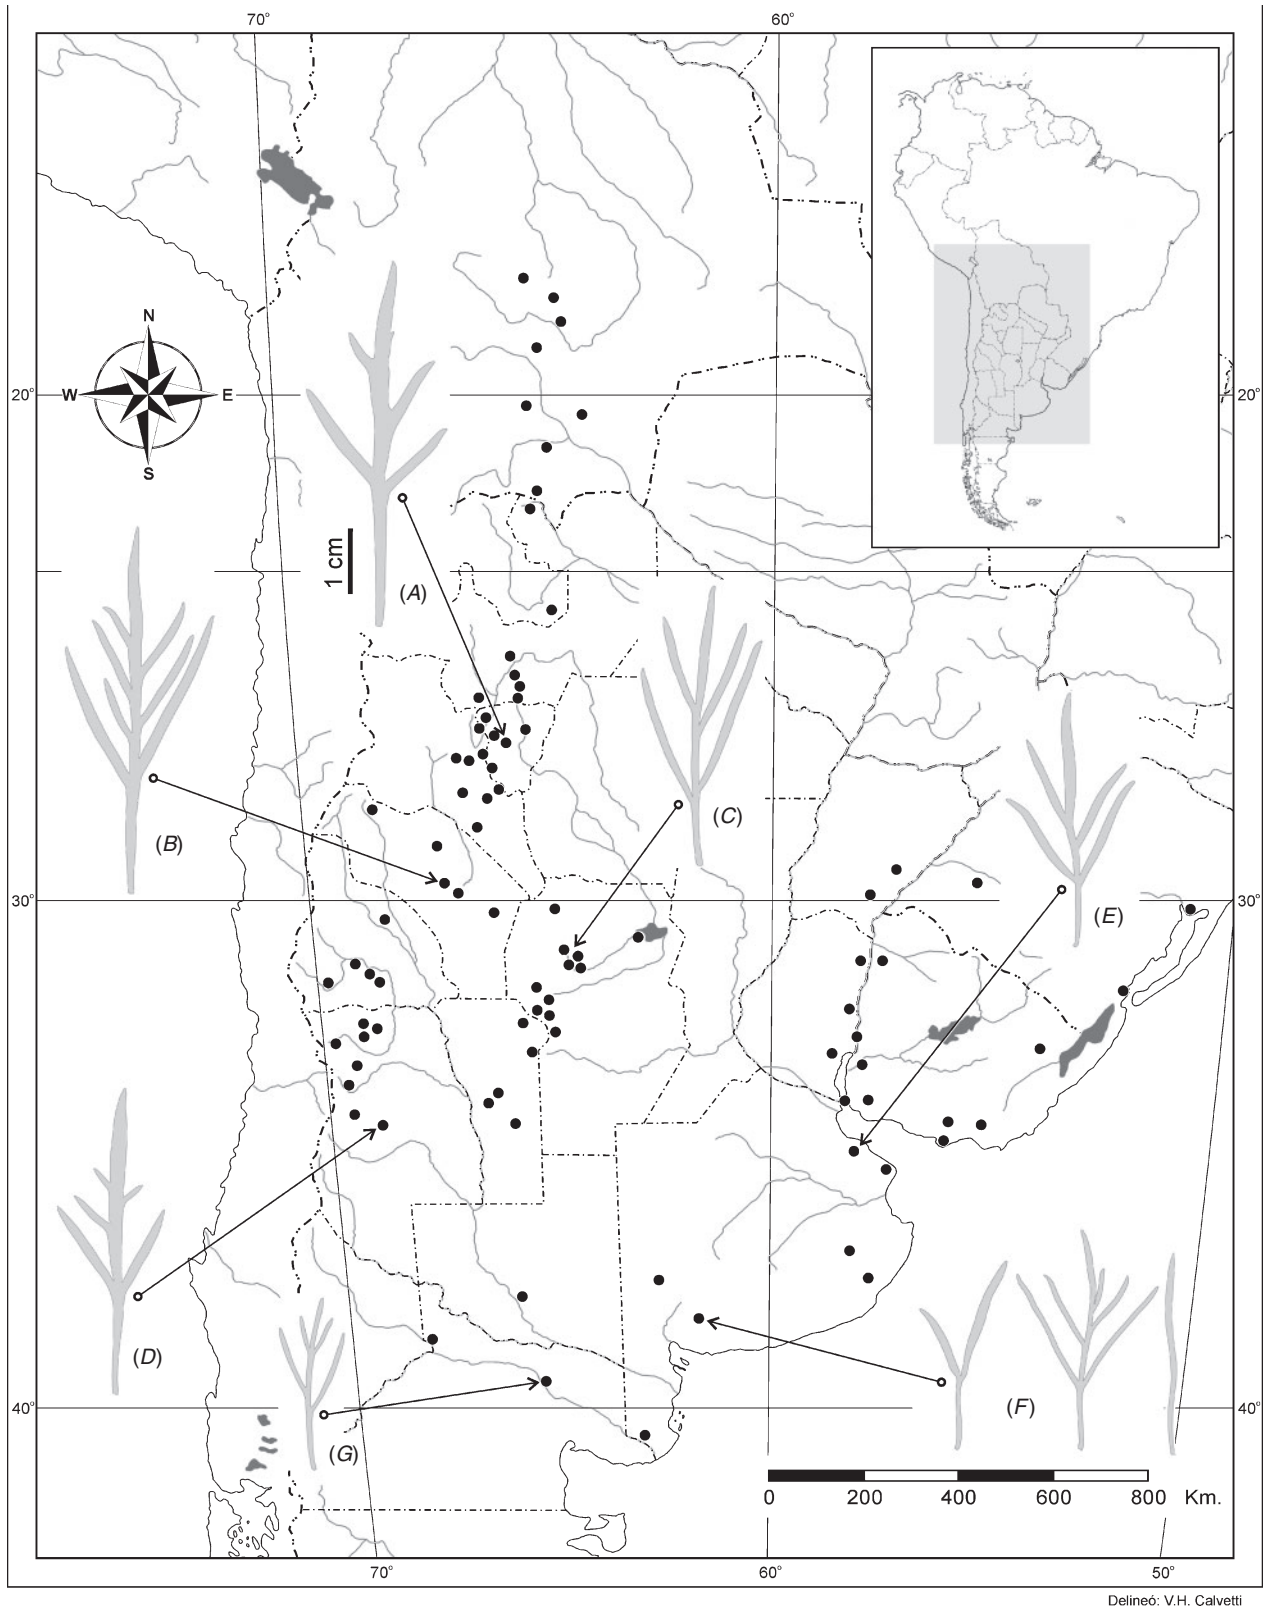 70° 60°
N
W E
S
20° 20°
1 cm
(A)
(B)
(C)
30° 30°
(E)
(D)
(F)
(G)
40° 40°
0 200 400 600 800 Km.
70° 60° 50°
Delineó: V.H. Calvetti